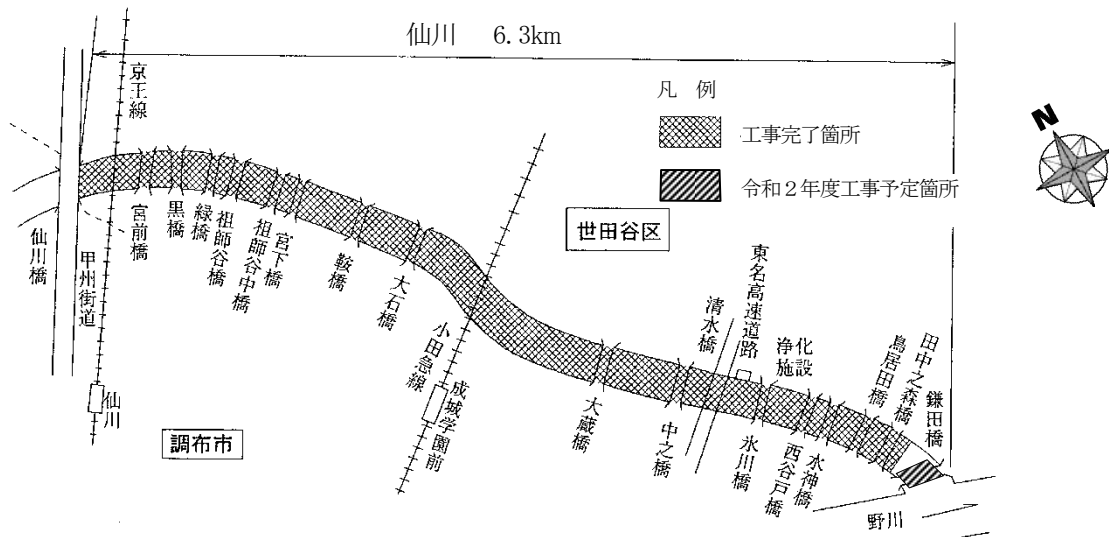 仙川 6.3km
凡 例
工事完了箇所
令和２年度工事予定箇所
N
京王線
世田谷区
調布市
仙川橋
甲州街道
仙川
宮前橋
黒橋
緑橋
祖師谷橋
祖師谷中橋
宮下橋
鞍橋
大石橋
小田急線
成城学園前
大蔵橋
中之橋
清水橋
東名高速道路
氷川橋
浄化施設
西谷戸橋
水神橋
鳥居田橋
田中之森橋
鎌田橋
野川